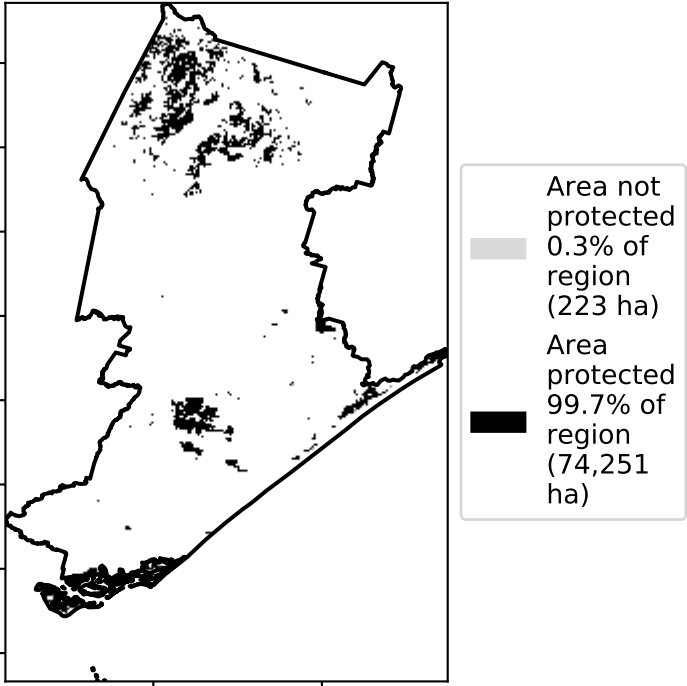 Area not
protected
0.3% of
region
(223 ha)
Area
protected
99.7% of
region
(74,251
ha)